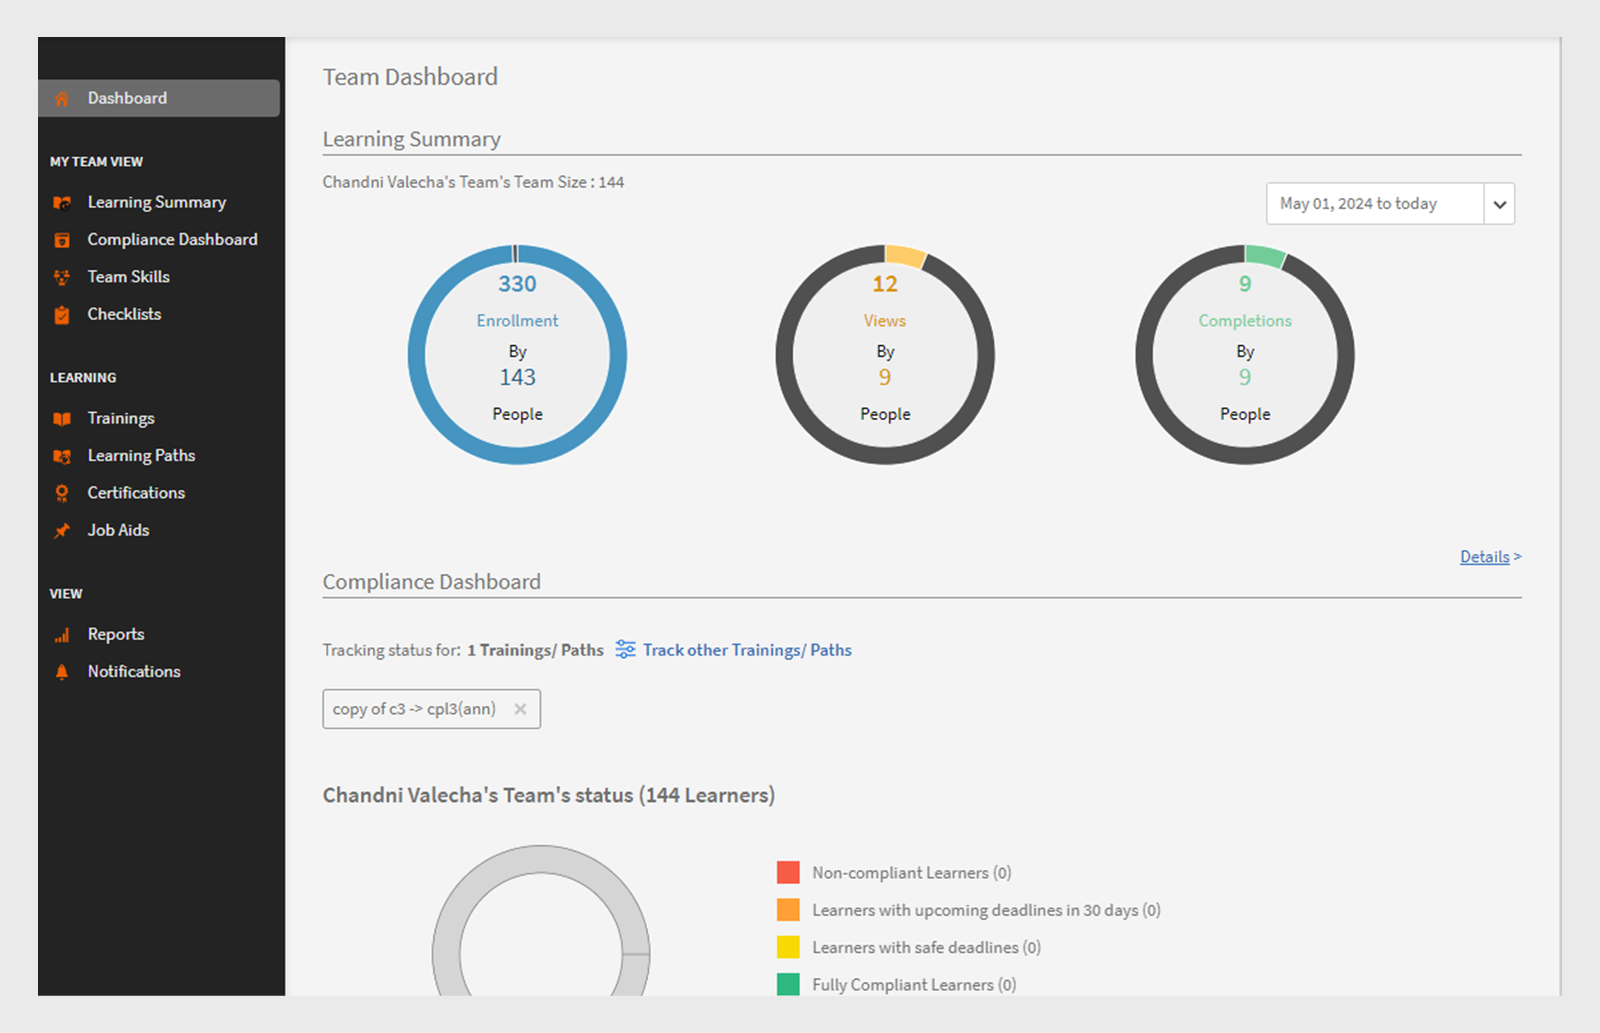 Dashboard
MY TEAM VIEW
Learning Summary
Compliance Dashboard
Team Skills
Checklists
LEARNING
Trainings
Learning Paths
Certifications
Job Aids
VIEW
Reports
Notifications
Team Dashboard
Learning Summary
Chandni Valecha's Team's Team Size : 144
May 01, 2024 to today
330
Enrollment
By
143
People
12
Views
By
9
People
9
Completions
By
9
People
Details >
Compliance Dashboard
Tracking status for: 1 Trainings/ Paths Track other Trainings/ Paths
copy of c3 -> cpl3(ann)
Chandni Valecha's Team's status (144 Learners)
Non-compliant Learners (0)
Learners with upcoming deadlines in 30 days (0)
Learners with safe deadlines (0)
Fully Compliant Learners (0)